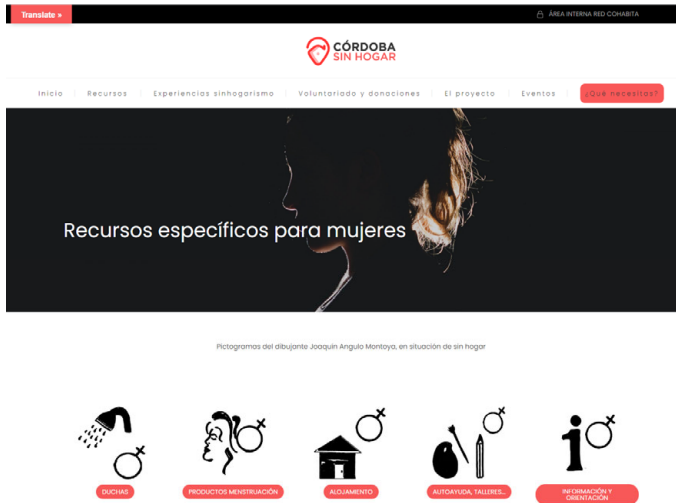 Translate »
ÁREA INTERNA RED COHABITA
CÓRDOBA
SIN HOGAR
Inicio
Recursos
Experiencias sinhogarismo
Voluntariado y donaciones
El proyecto
Eventos
¿Qué necesitas?
Recursos específicos para mujeres
Pictogramas del dibujante Joaquín Angulo Montoya, en situación de sin hogar
DUCHAS
PRODUCTOS MENSTRUACIÓN
ALOJAMIENTO
AUTOAYUDA, TALLERES...
INFORMACIÓN Y
ORIENTACIÓN